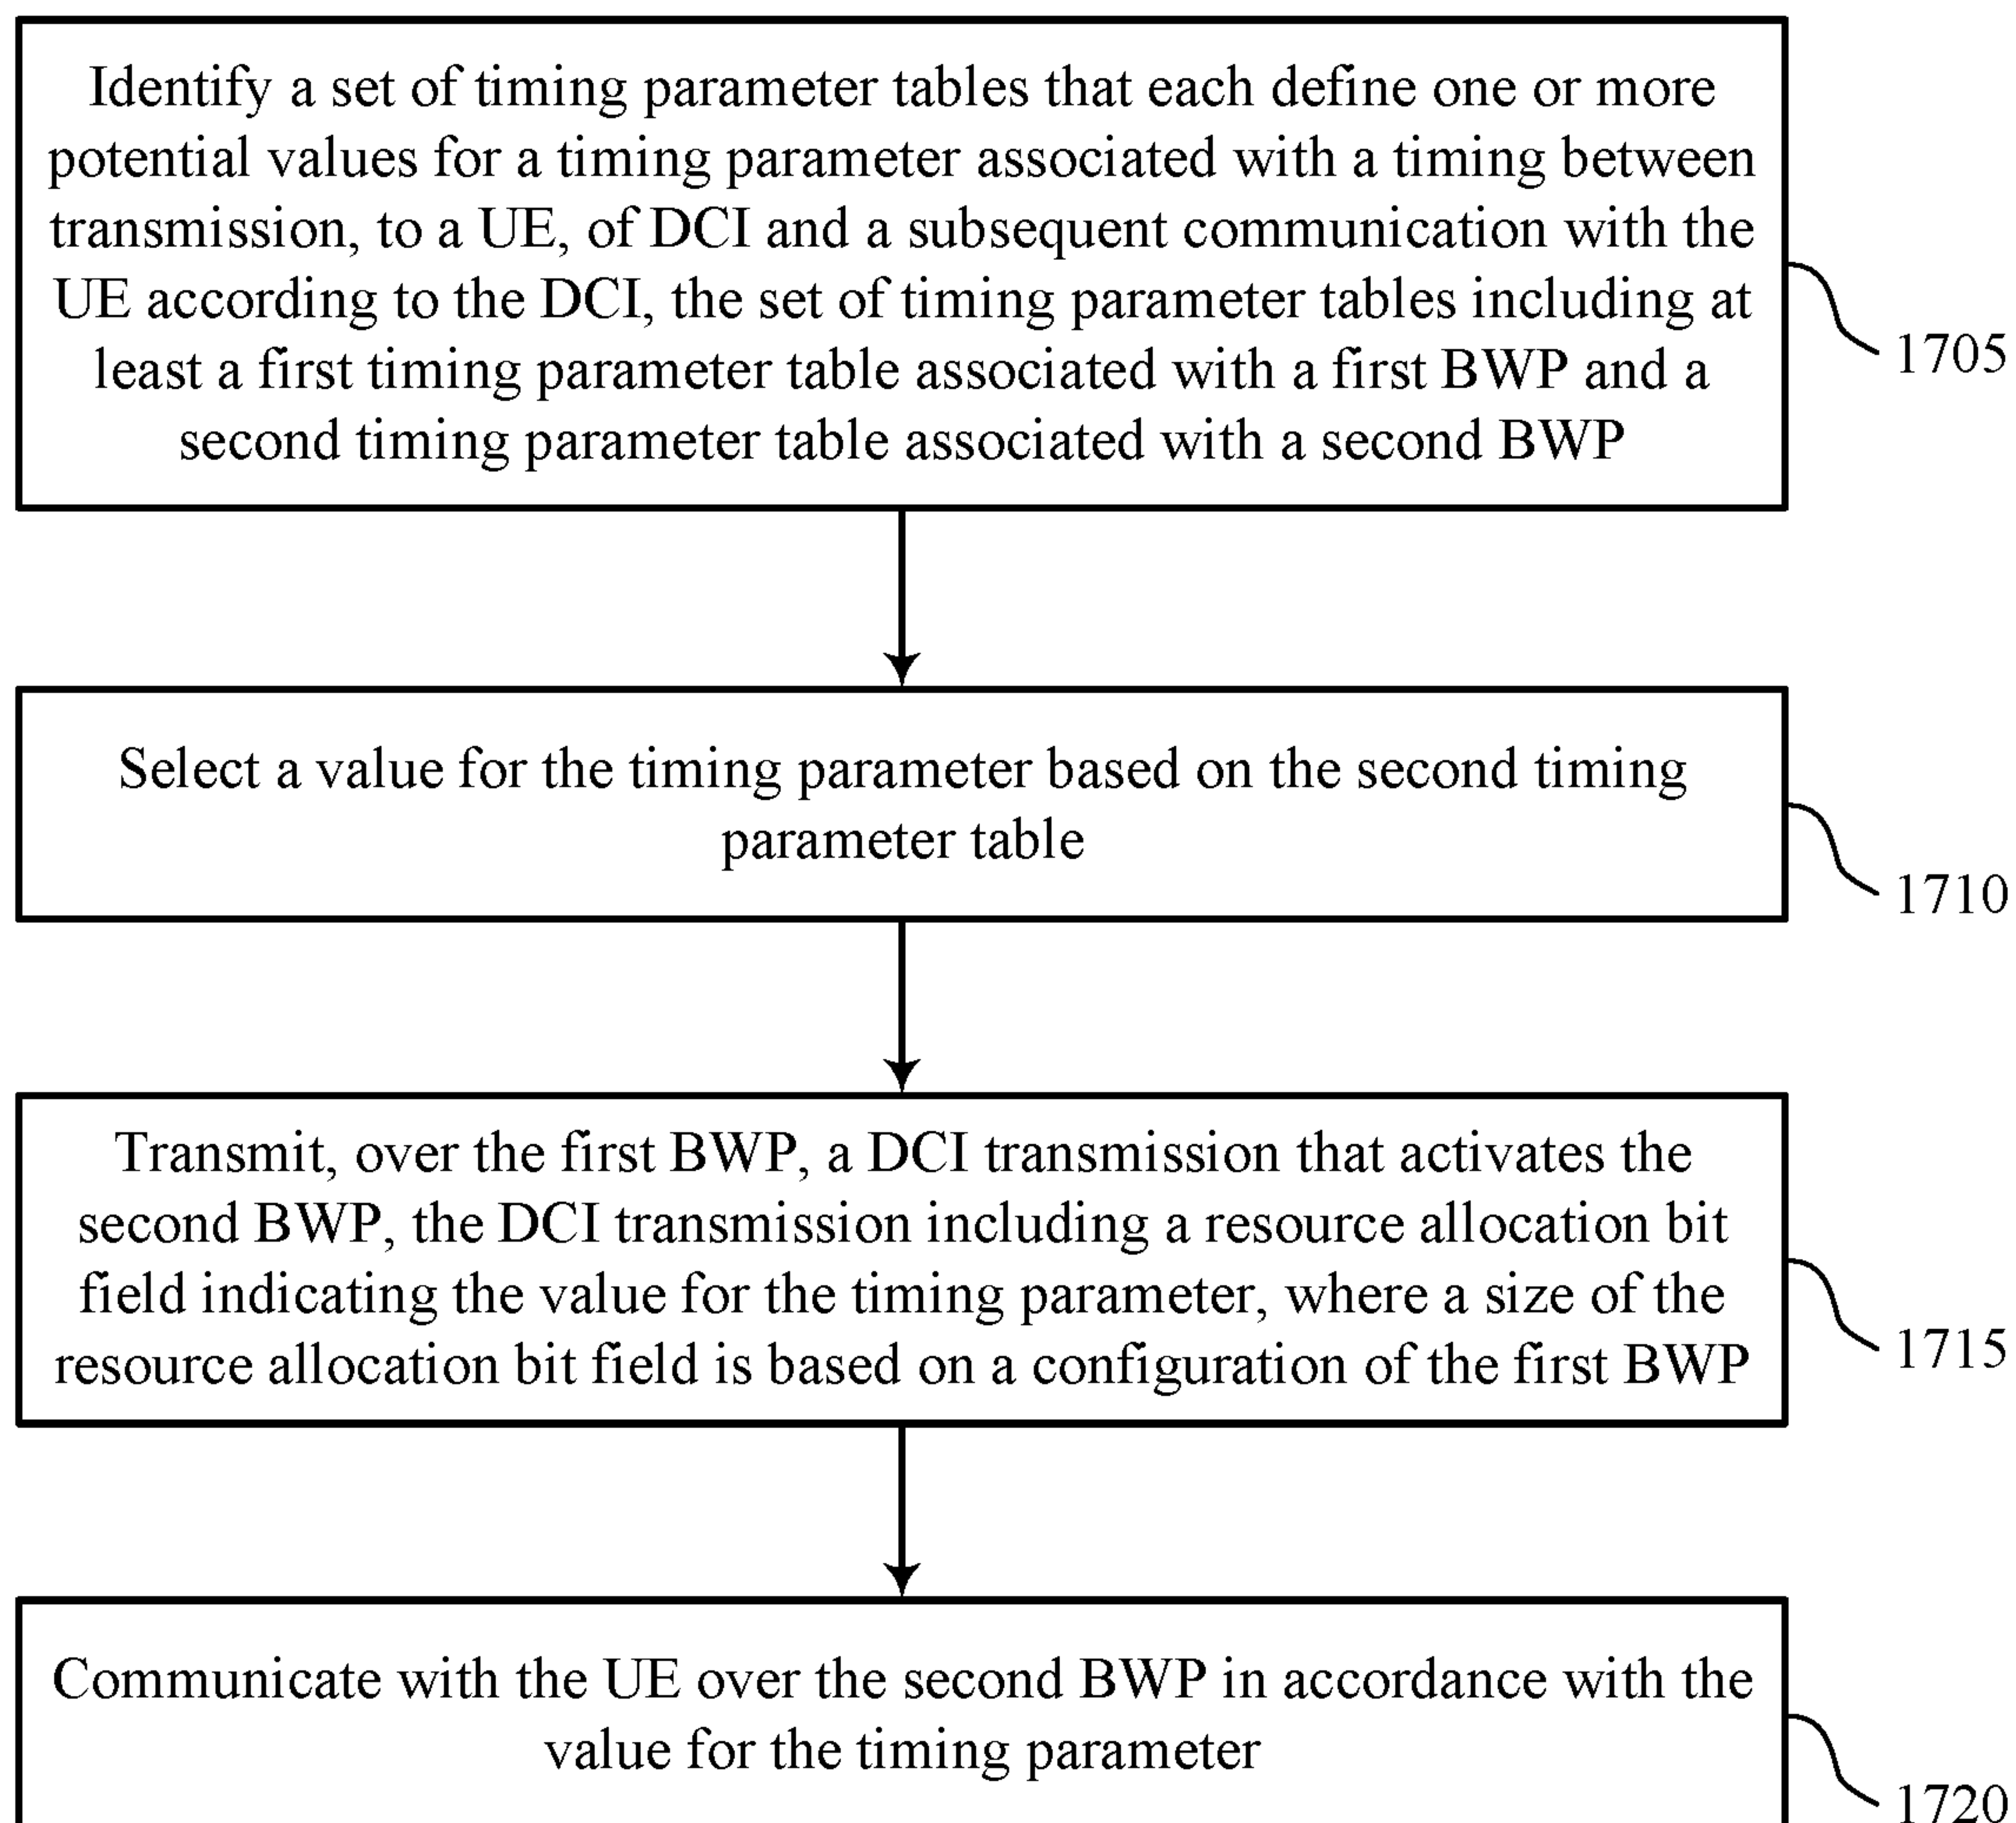 Identify a set of timing parameter tables that each define one or more
potential values for a timing parameter associated with a timing between
transmission, to a UE, of DCI and a subsequent communication with the
UE according to the DCI, the set of timing parameter tables including at
least a first timing parameter table associated with a first BWP and a
second timing parameter table associated with a second BWP
1705
Select a value for the timing parameter based on the second timing
parameter table
1710
Transmit, over the first BWP, a DCI transmission that activates the
second BWP, the DCI transmission including a resource allocation bit
field indicating the value for the timing parameter, where a size of the
resource allocation bit field is based on a configuration of the first BWP
1715
Communicate with the UE over the second BWP in accordance with the
value for the timing parameter
1720